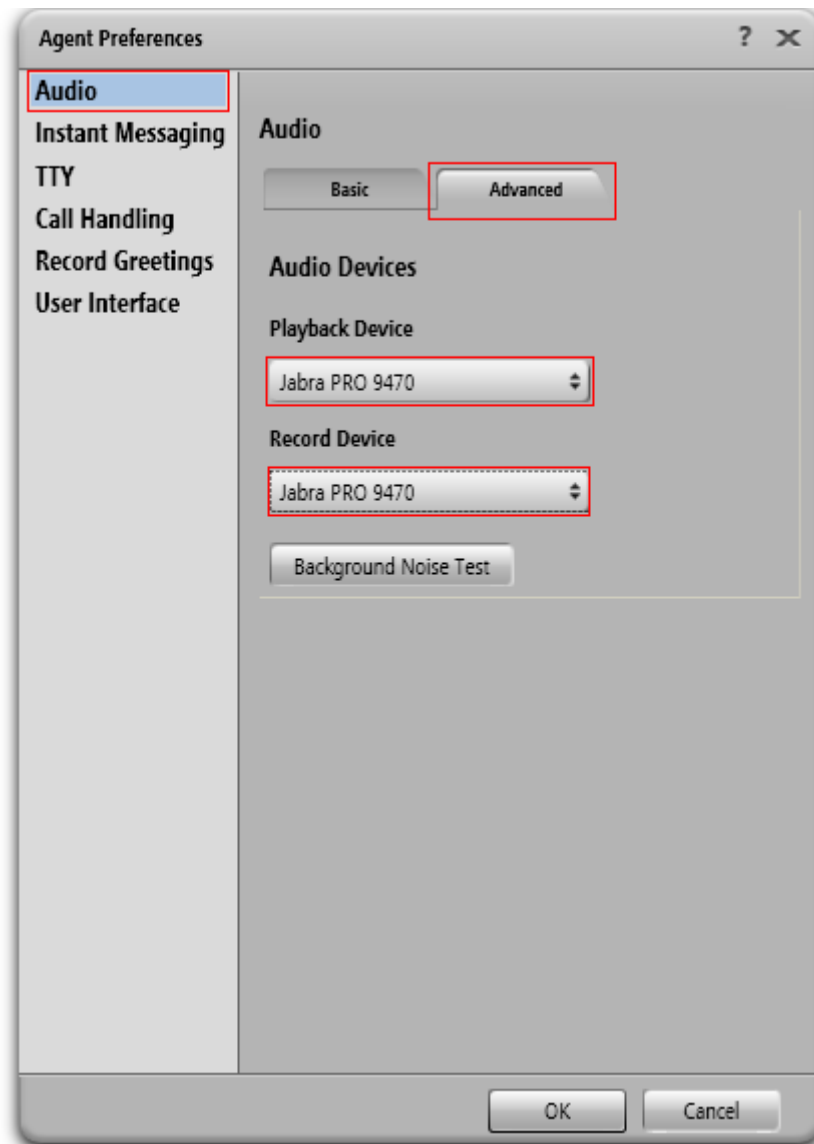 Agent Preferences ?
Audio
Instant Messaging
TTY
Call Handling
Record Greetings
User Interface
Audio
Basic
Advanced
Audio Devices
Playback Device
Jabra PRO 9470
Record Device
Jabra PRO 9470
Background Noise Test
OK
Cancel